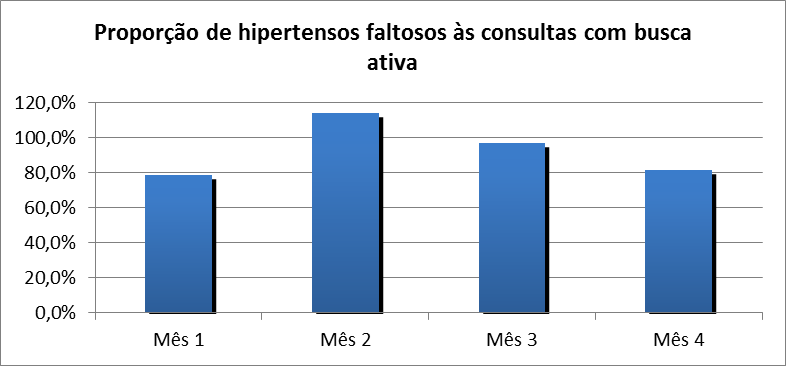 Proporção de hipertensos faltosos às consultas com busca
ativa
120,0%
100,0%
80,0%
60,0%
40,0%
20,0%
0,0%
Mês 1 Mês 2 Mês 3 Mês 4